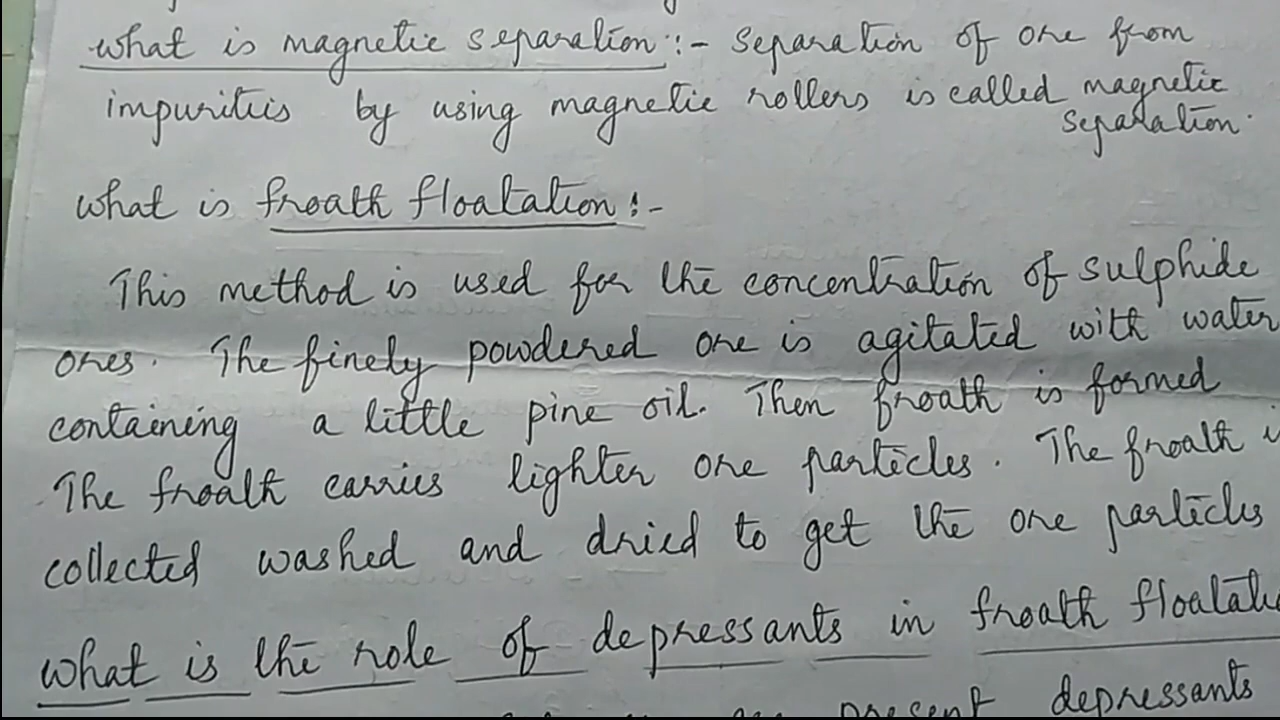 what is magnetic separation :- Separation of ore from
impurities by using magnetic rollers is called magnetic
separation.
what is froath floatation :-
This method is used for the concentration of sulphide
ores. The finely powdered ore is agitated with water
containing a little pine oil. Then froath is formed
The froath carries lighter ore particles. The froath is
collected washed and dried to get the ore particles
what is the role of depressants in froath
present depressants